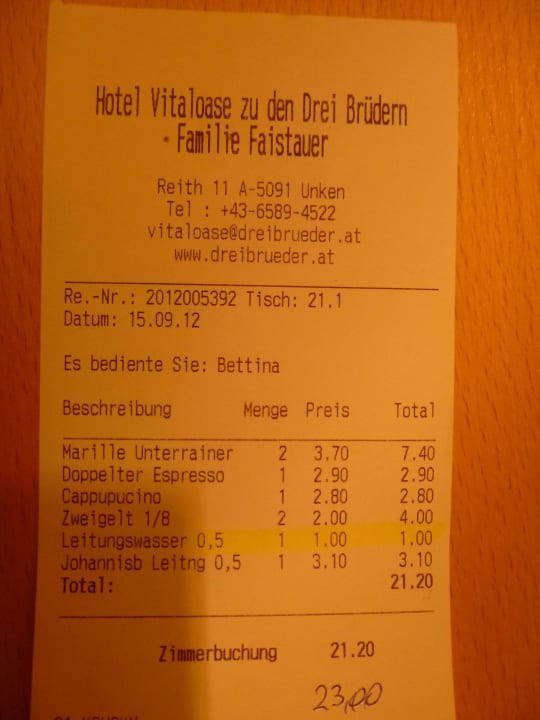 Hotel Vitaloase zu den Drei Brüdern
Familie Faistauer
Reith 11 A-5091 Unken
Tel : +43-6589-4522
vitaloase@dreibrueder.at
www.dreibrueder.at
Re.-Nr.: 2012005392 Tisch: 21.1
Datum: 15.09.12
Es bediente Sie: Bettina
Beschreibung Menge Preis Total
Marille Unterrainer 2 3.70 7.40
Doppelter Espresso 1 2.90 2.90
Cappupucino 1 2.80 2.80
Zweigelt 1/8 2 2.00 4.00
Leitungswasser 0,5 1 1.00 1.00
Johannisb Leitng 0,5 1 3.10 3.10
Total: 21.20
Zimmerbuchung 21.20
23,00